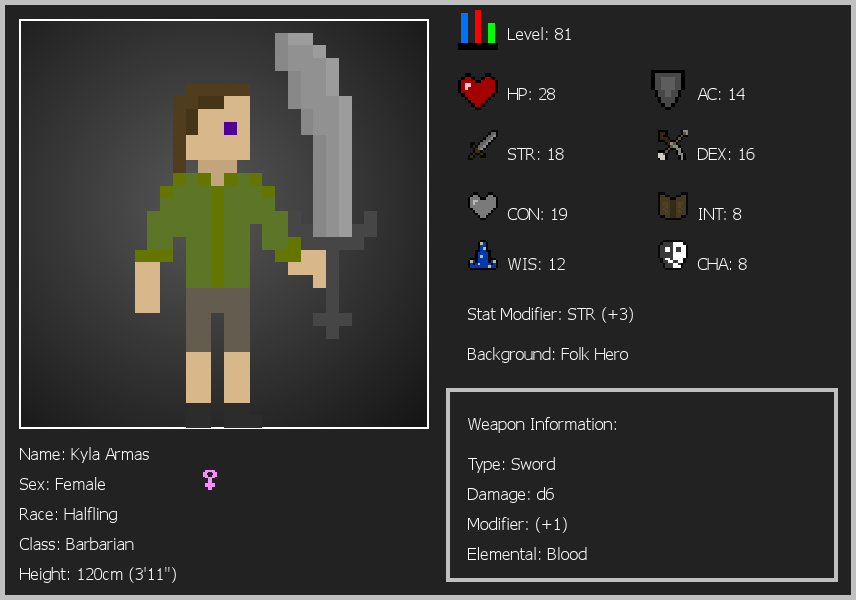 Level: 81
HP: 28
AC: 14
STR: 18
DEX: 16
CON: 19
INT: 8
WIS: 12
CHA: 8
Stat Modifier: STR (+3)
Background: Folk Hero
Weapon Information:
Type: Sword
Damage: d6
Modifier: (+1)
Elemental: Blood
Name: Kyla Armas
Sex: Female
Race: Halfling
Class: Barbarian
Height: 120cm (3'11")